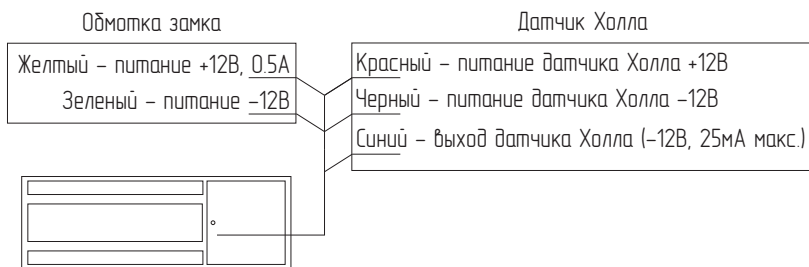 Обмотка замка
Желтый – питание +12В, 0.5А
Зеленый – питание –12В
Датчик Холла
Красный – питание датчика Холла +12В
Черный – питание датчика Холла –12В
Синий – выход датчика Холла (–12В, 25мА макс.)